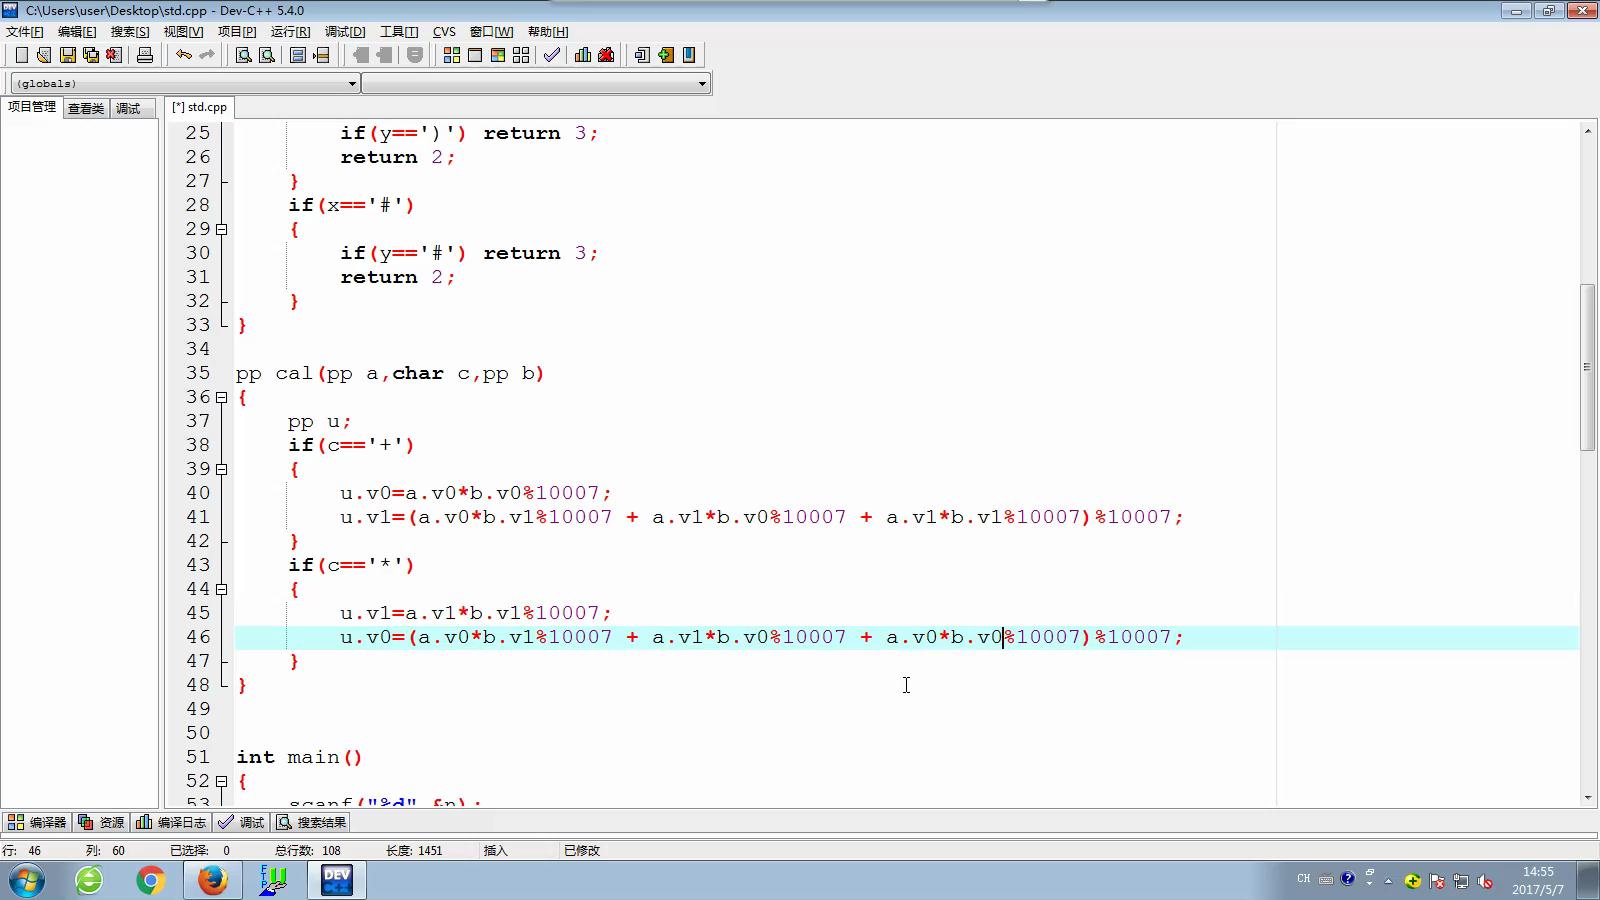 C:\Users\user\Desktop\std.cpp - Dev-C++ 5.4.0
文件[F] 编辑[E] 搜索[S] 视图[V] 项目[P] 运行[R] 调试[D] 工具[T] CVS 窗口[W] 帮助[H]
(globals)
项目管理 查看类 调试 [*] std.cpp
25 if(y==')') return 3;
26 return 2;
27 }
28 if(x=='#')
29 {
30 if(y=='#') return 3;
31 return 2;
32 }
33 }
34
35 pp cal(pp a,char c,pp b)
36 {
37 pp u;
38 if(c=='+')
39 {
40 u.v0=a.v0*b.v0%10007;
41 u.v1=(a.v0*b.v1%10007 + a.v1*b.v0%10007 + a.v1*b.v1%10007)%10007;
42 }
43 if(c=='*')
44 {
45 u.v1=a.v1*b.v1%10007;
46 u.v0=(a.v0*b.v1%10007 + a.v1*b.v0%10007 + a.v0*b.v0%10007)%10007;
47 }
48 }
49
50
51 int main()
52 {
53 scanf("%d",&n);
编译器 资源 编译日志 调试 搜索结果
行: 46 列: 60 已选择: 0 总行数: 108 长度: 1451 插入 已修改
FTP DEV C++ CH 14:55
2017/5/7